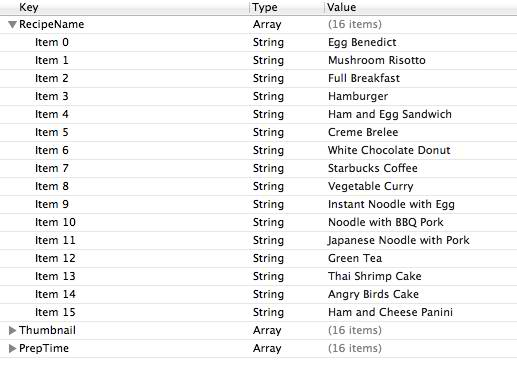 Key Type Value
RecipeName Array (16 items)
Item 0 String Egg Benedict
Item 1 String Mushroom Risotto
Item 2 String Full Breakfast
Item 3 String Hamburger
Item 4 String Ham and Egg Sandwich
Item 5 String Creme Brelee
Item 6 String White Chocolate Donut
Item 7 String Starbucks Coffee
Item 8 String Vegetable Curry
Item 9 String Instant Noodle with Egg
Item 10 String Noodle with BBQ Pork
Item 11 String Japanese Noodle with Pork
Item 12 String Green Tea
Item 13 String Thai Shrimp Cake
Item 14 String Angry Birds Cake
Item 15 String Ham and Cheese Panini
Thumbnail Array (16 items)
PrepTime Array (16 items)